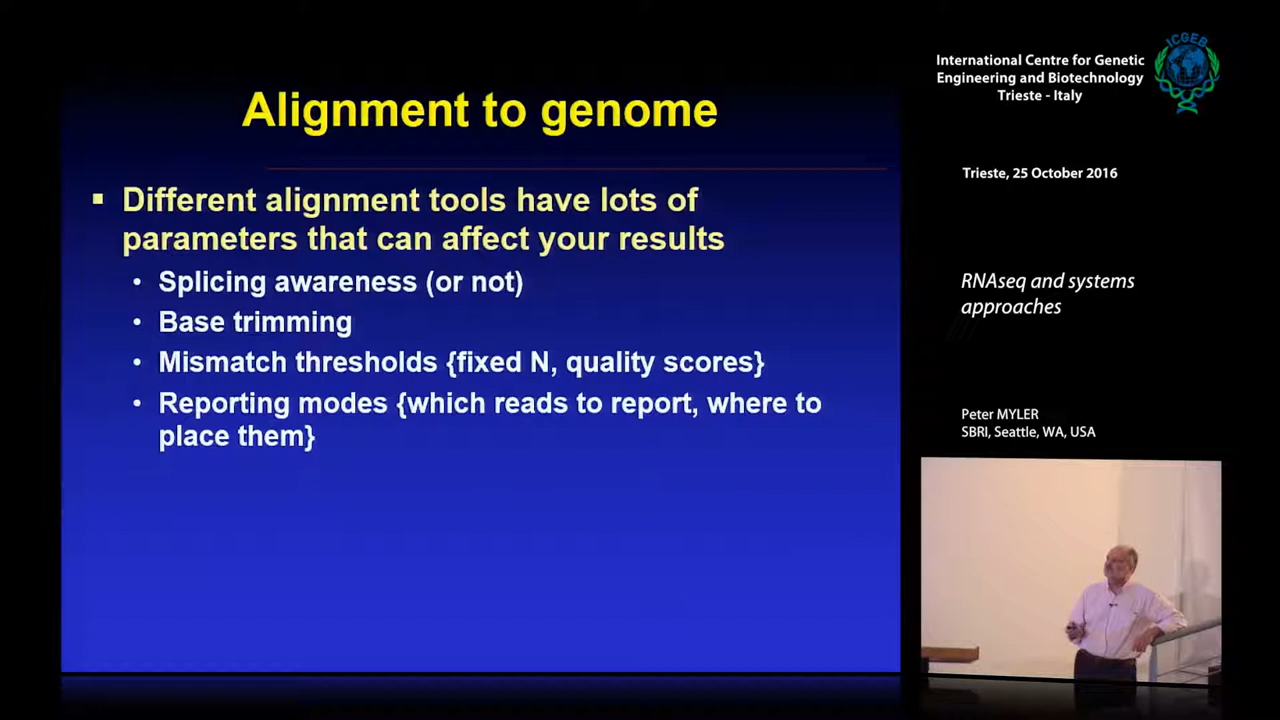 Alignment to genome
▪ Different alignment tools have lots of
parameters that can affect your results
• Splicing awareness (or not)
• Base trimming
• Mismatch thresholds {fixed N, quality scores}
• Reporting modes {which reads to report, where to
place them}
International Centre for Genetic
Engineering and Biotechnology
Trieste - Italy
ICGEB
Trieste, 25 October 2016
RNAseq and systems
approaches
Peter MYLER
SBRI, Seattle, WA, USA